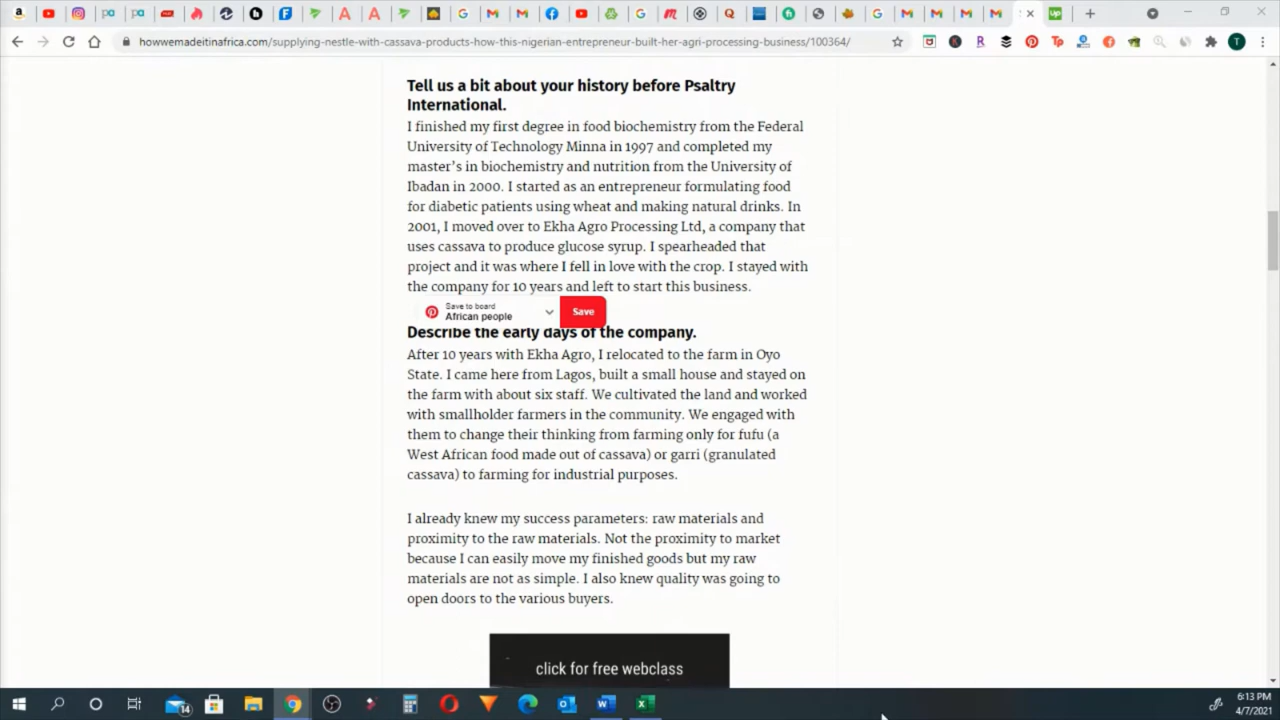 howwemadeitinafrica.com/supplying-nestle-with-cassava-products-how-this-nigerian-entrepreneur-built-her-agri-processing-business/100364/
Tell us a bit about your history before Psaltry
International.
I finished my first degree in food biochemistry from the Federal
University of Technology Minna in 1997 and completed my
master's in biochemistry and nutrition from the University of
Ibadan in 2000. I started as an entrepreneur formulating food
for diabetic patients using wheat and making natural drinks. In
2001, I moved over to Ekha Agro Processing Ltd, a company that
uses cassava to produce glucose syrup. I spearheaded that
project and it was where I fell in love with the crop. I stayed with
the company for 10 years and left to start this business.
Save to board
African people
Save
Describe the early days of the company.
After 10 years with Ekha Agro, I relocated to the farm in Oyo
State. I came here from Lagos, built a small house and stayed on
the farm with about six staff. We cultivated the land and worked
with smallholder farmers in the community. We engaged with
them to change their thinking from farming only for fufu (a
West African food made out of cassava) or garri (granulated
cassava) to farming for industrial purposes.
I already knew my success parameters: raw materials and
proximity to the raw materials. Not the proximity to market
because I can easily move my finished goods but my raw
materials are not as simple. I also knew quality was going to
open doors to the various buyers.
click for free webclass
14
6:13 PM
4/7/2021